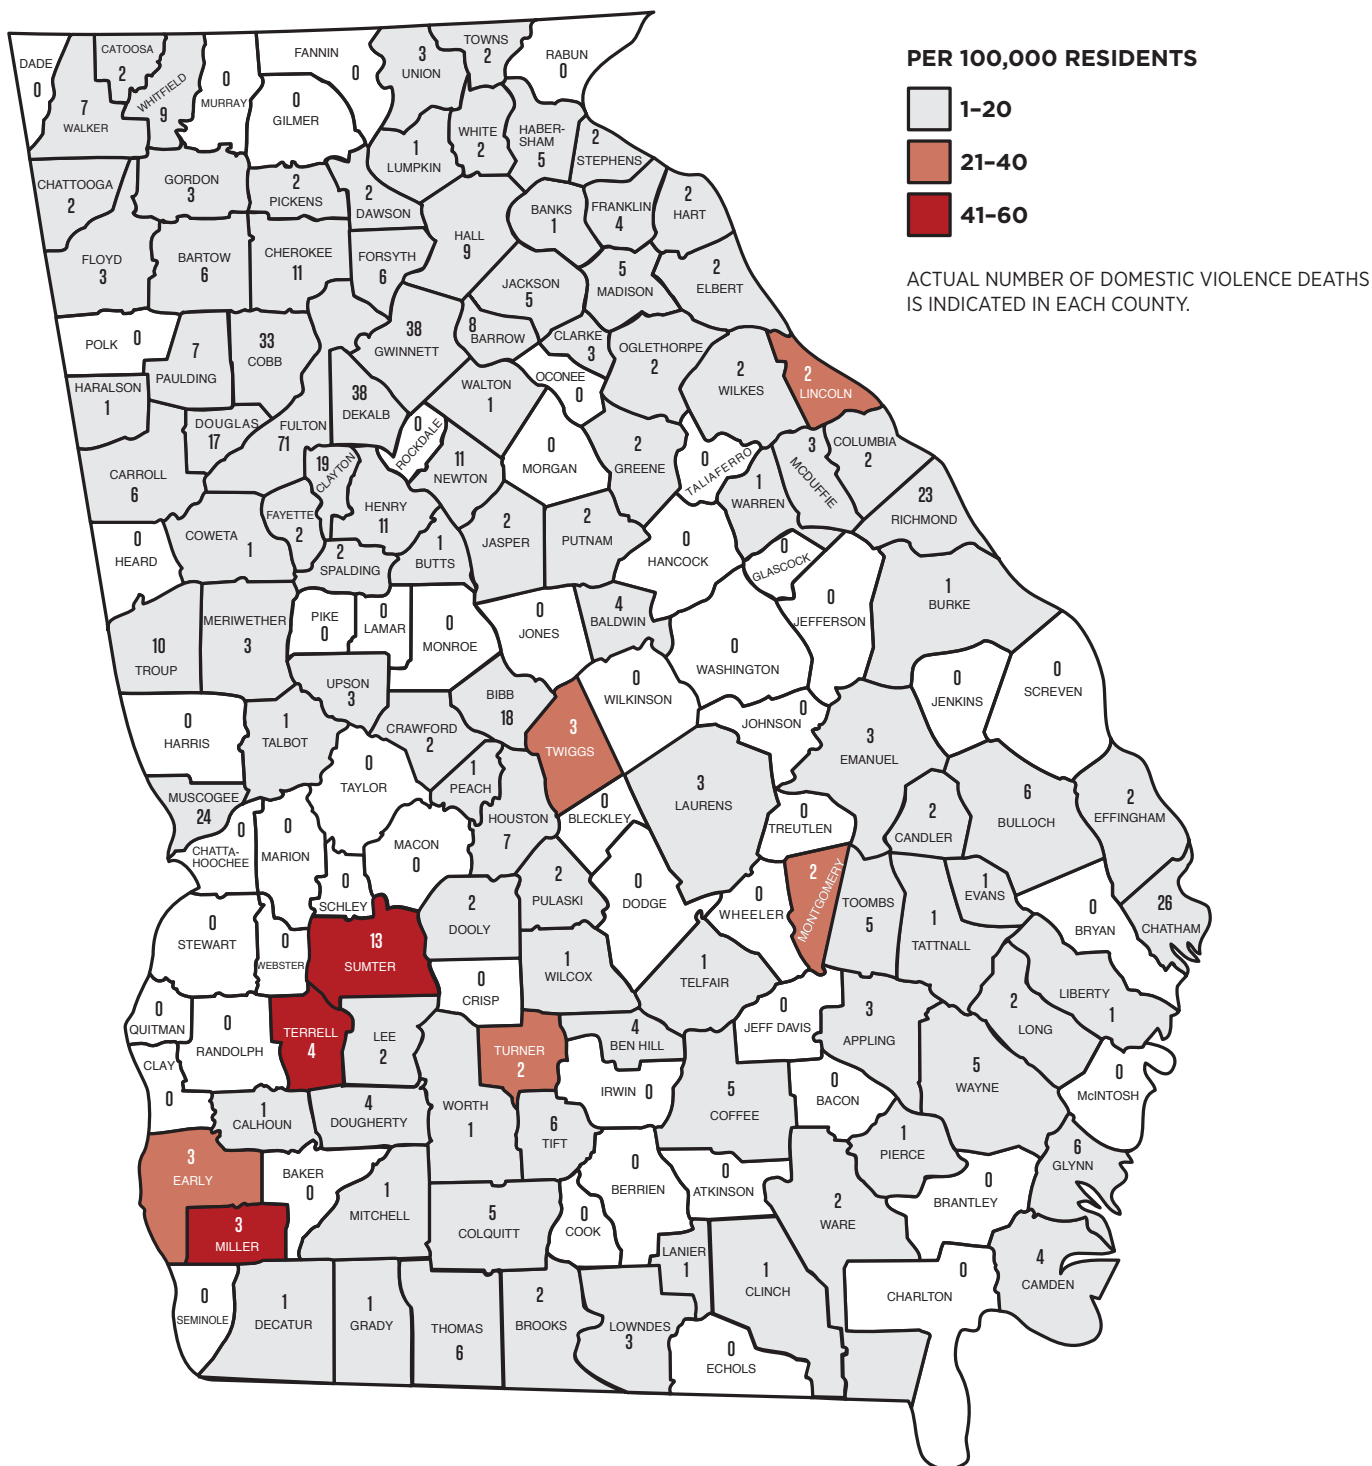 PER 100,000 RESIDENTS
1–20
21–40
41–60
ACTUAL NUMBER OF DOMESTIC VIOLENCE DEATHS
IS INDICATED IN EACH COUNTY.
DADE
0
7
WALKER
CATOOSA
2
WHITFIELD
9
0
MURRAY
FANNIN
0
0
GILMER
3
UNION
TOWNS
2
RABUN
0
1
LUMPKIN
WHITE
2
HABER-
SHAM
5
2
STEPHENS
CHATTOOGA
2
GORDON
3
2
PICKENS
2
DAWSON
HALL
9
BANKS
1
FRANKLIN
4
2
HART
FLOYD
3
BARTOW
6
CHEROKEE
11
FORSYTH
6
JACKSON
5
5
MADISON
2
ELBERT
POLK 0
7
PAULDING
33
COBB
38
GWINNETT
8
BARROW
CLARKE
3
OGLETHORPE
2
2
WILKES
2
LINCOLN
HARALSON
1
DOUGLAS
17
FULTON
71
38
DEKALB
0
ROCKDALE
WALTON
1
OCONEE
0
0
MORGAN
2
GREENE
0
TALIAFERRO
3
MCDUFFIE
COLUMBIA
2
CARROLL
6
19
CLAYTON
11
NEWTON
1
WARREN
23
RICHMOND
0
HEARD
COWETA
1
FAYETTE
2
HENRY
11
2
SPALDING
1
BUTTS
2
JASPER
2
PUTNAM
0
HANCOCK
0
GLASCOCK
0
JEFFERSON
1
BURKE
10
TROUP
MERIWETHER
3
PIKE
0
0
LAMAR
0
MONROE
0
JONES
4
BALDWIN
0
WASHINGTON
0
JENKINS
0
SCREVEN
0
HARRIS
1
TALBOT
UPSON
3
CRAWFORD
2
BIBB
18
3
TWIGGS
0
WILKINSON
0
JOHNSON
3
EMANUEL
MUSCOGEE
24
0
TAYLOR
1
PEACH
HOUSTON
7
0
BLECKLEY
3
LAURENS
0
TREUTLEN
2
CANDLER
6
BULLOCH
2
EFFINGHAM
0
CHATTA-
HOOCHEE
0
MARION
0
SCHLEY
MACON
0
2
DOOLY
2
PULASKI
0
DODGE
0
WHEELER
2
MONTGOMERY
TOOMBS
5
1
TATTNALL
1
EVANS
0
BRYAN
26
CHATHAM
0
STEWART
0
WEBSTER
13
SUMTER
0
CRISP
1
WILCOX
1
TELFAIR
0
JEFF DAVIS
3
APPLING
2
LONG
LIBERTY
1
0
QUITMAN
0
RANDOLPH
TERRELL
4
LEE
2
TURNER
2
4
BEN HILL
IRWIN 0
5
COFFEE
0
BACON
5
WAYNE
0
McINTOSH
CLAY
0
1
CALHOUN
4
DOUGHERTY
WORTH
1
6
TIFT
0
BERRIEN
0
ATKINSON
1
PIERCE
0
BRANTLEY
6
GLYNN
3
EARLY
BAKER
0
1
MITCHELL
5
COLQUITT
0
COOK
2
WARE
3
MILLER
LANIER
1
1
CLINCH
0
CHARLTON
4
CAMDEN
0
SEMINOLE
1
DECATUR
1
GRADY
THOMAS
6
2
BROOKS
LOWNDES
3
0
ECHOLS